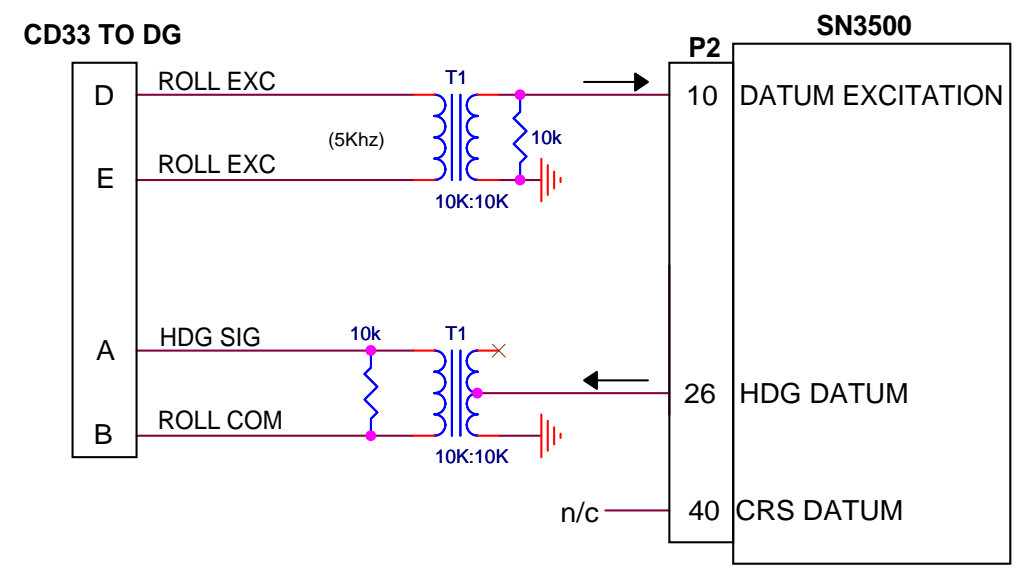 CD33 TO DG
SN3500
P2
D
ROLL EXC
T1
10
DATUM EXCITATION
(5Khz)
10k
E
ROLL EXC
10K:10K
A
HDG SIG
10k
T1
26
HDG DATUM
B
ROLL COM
10K:10K
n/c
40
CRS DATUM